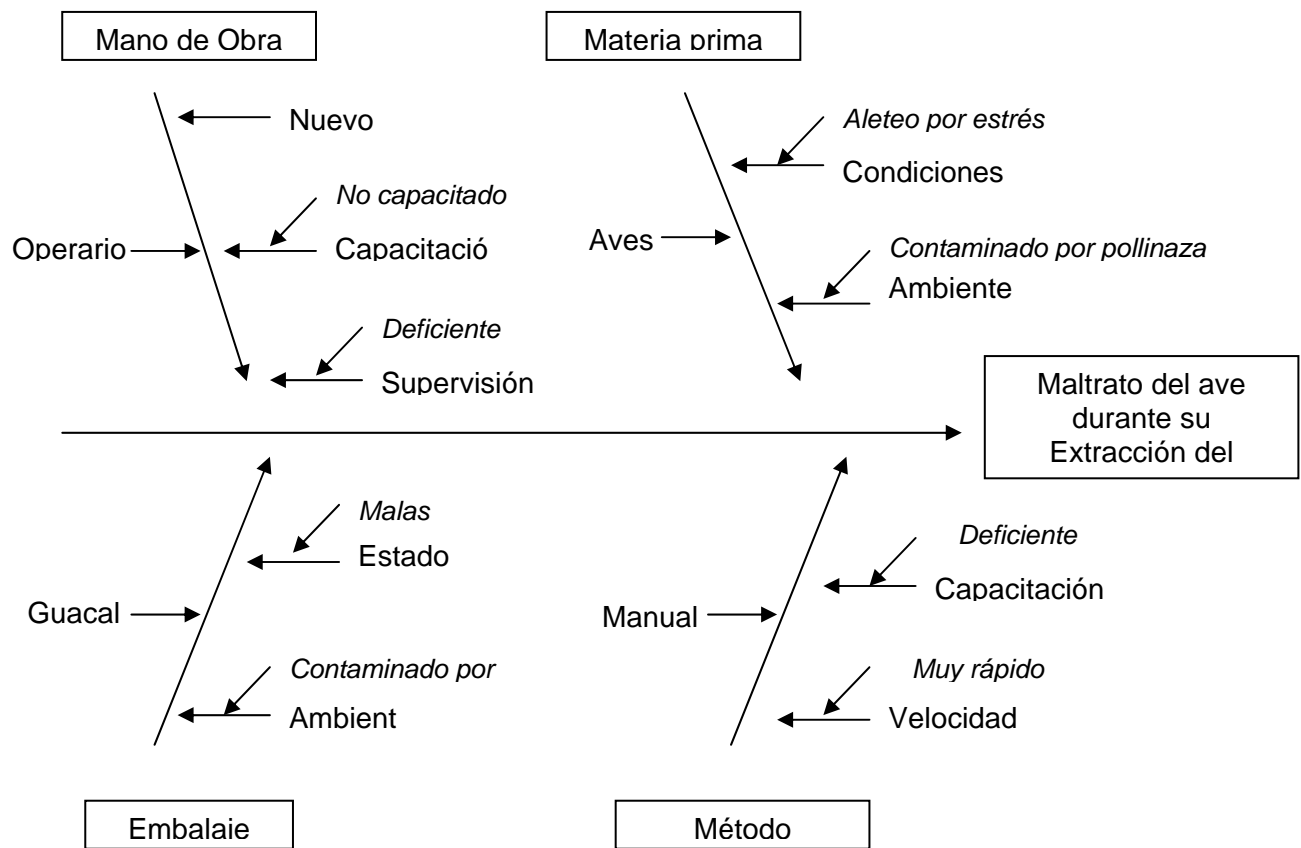 Mano de Obra
Materia prima
Nuevo
Aleteo por estrés
Condiciones
No capacitado
Operario
Capacitació
Aves
Contaminado por pollinaza
Ambiente
Deficiente
Supervisión
Maltrato del ave
durante su
Extracción del
Malas
Estado
Deficiente
Capacitación
Guacal
Manual
Contaminado por
Ambient
Muy rápido
Velocidad
Embalaje
Método